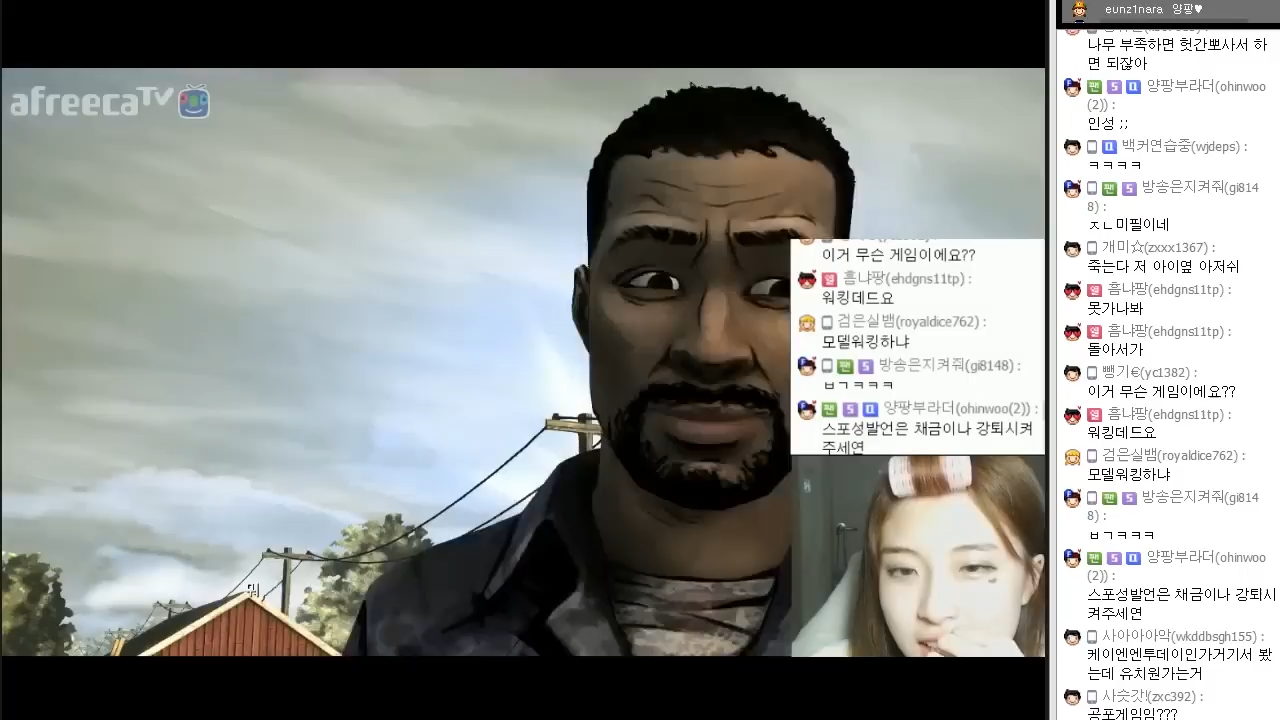 afreecaTV
이거 무슨 게임이에요??
흠냐팡(ehdgns11tp) :
워킹데드요
검은실뱀(royaldice762) :
모델워킹하냐
방송은지켜줘(gi8148) :
ㅂㄱㅋㅋㅋ
양팡부라더(ohinwoo(2)) :
스포성발언은 채금이나 강퇴시켜
주세연
eunz1nara 양팡♥
나무 부족하면 헛간뽀사서 하
면 되잖아
양팡부라더(ohinwoo
(2)) :
인성 ;;
백커연습중(wjdeps) :
ㅋㅋㅋㅋ
방송은지켜줘(gi814
8) :
ㅈㄴ미필이네
개미☆(zxxx1367) :
죽는다 저 아이옆 아저숴
흠냐팡(ehdgns11tp) :
못가나봐
흠냐팡(ehdgns11tp) :
돌아서가
뺑기€(yc1382) :
이거 무슨 게임이에요??
흠냐팡(ehdgns11tp) :
워킹데드요
검은실뱀(royaldice762) :
모델워킹하냐
방송은지켜줘(gi814
8) :
ㅂㄱㅋㅋㅋ
양팡부라더(ohinwoo
(2)) :
스포성발언은 채금이나 강퇴시
켜주세연
사아아아악(wkddbsgh155) :
케이엔엔투데이인가거기서 봤
는데 유치원가는거
사슷갓!(zxc392) :
공포게임임???